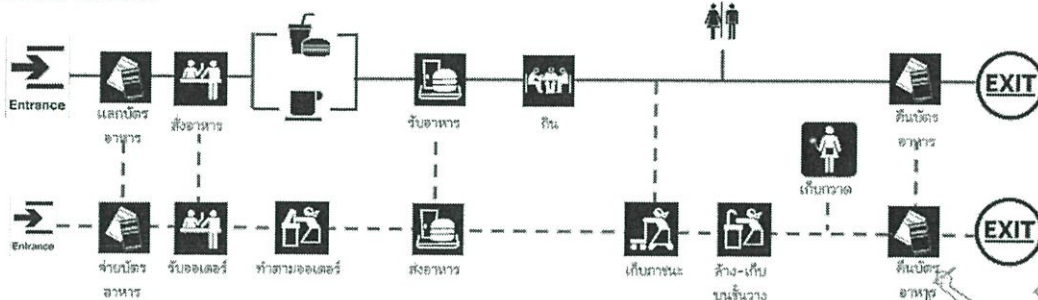 Entrance
แลกบัตร
อาหาร
สั่งอาหาร
รับอาหาร
กิน
คืนบัตร
อาหาร
EXIT
เก็บกวาด
Entrance
จ่ายบัตร
อาหาร
รับออเดอร์
ทำตามออเดอร์
ส่งอาหาร
เก็บภาชนะ
ล้าง-เก็บ
บนชั้นวาง
คืนบัตร
อาหาร
EXIT